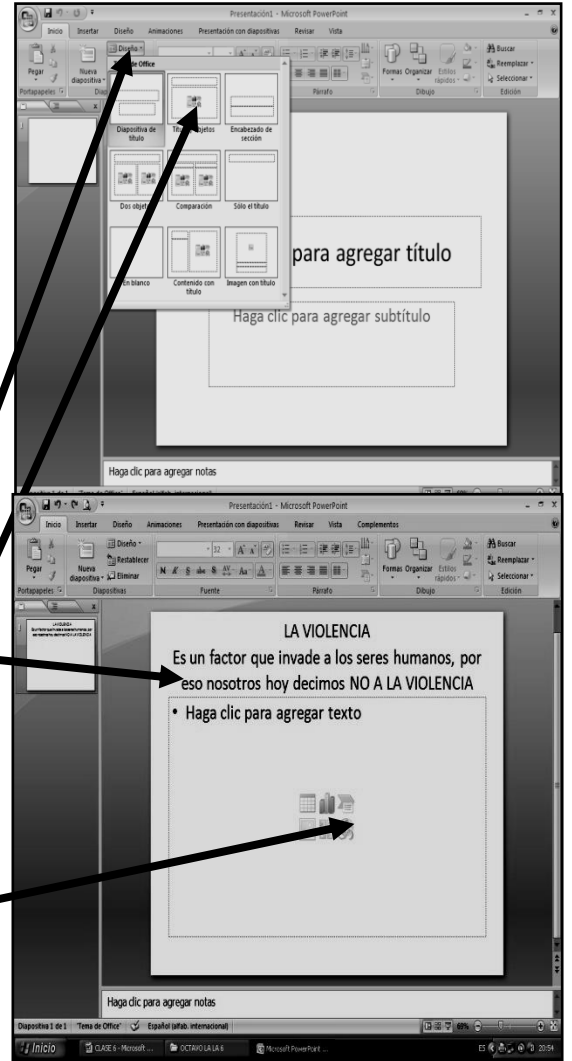 Presentación1 - Microsoft PowerPoint
Inicio Insertar Diseño Animaciones Presentación con diapositivas Revisar Vista
Pegar
Nueva diapositiva
Diseño
Formas Organizar Estilos rápidos
Buscar
Reemplazar
Seleccionar
Portapapeles Párrafo Dibujo Edición
de Office
Diapositiva de título
Encabezado de sección
Dos objetos
Comparación
Sólo el título
En blanco
Contenido con título
Imagen con título
para agregar título
Haga clic para agregar subtítulo
Haga clic para agregar notas
Presentación1 - Microsoft PowerPoint
Inicio Insertar Diseño Animaciones Presentación con diapositivas Revisar Vista Complementos
Pegar
Nueva diapositiva
Diseño
Restablecer
Eliminar
32
Formas Organizar Estilos rápidos
Buscar
Reemplazar
Seleccionar
Portapapeles Diapositivas Fuente Párrafo Dibujo Edición
LA VIOLENCIA
Es un factor que invade a los seres humanos, por
eso nosotros hoy decimos NO A LA VIOLENCIA
• Haga clic para agregar texto
Haga clic para agregar notas
Diapositiva 1 de 1 "Tema de Office" Español (alfab. internacional) 69%
Inicio CLASE 6 - Microsoft ... OCTAVO LA LA 6 Microsoft PowerPoint ... ES 20:54